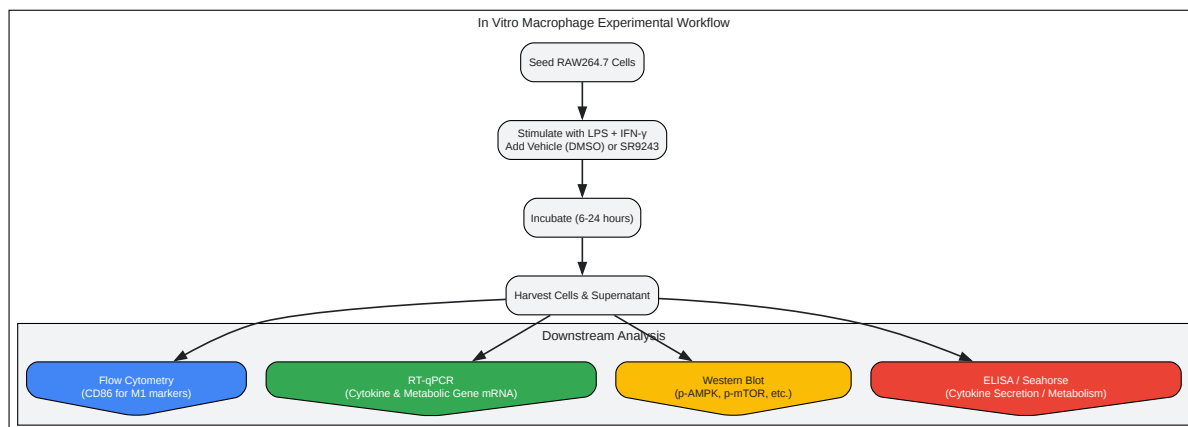 In Vitro Macrophage Experimental Workflow
Seed RAW264.7 Cells
Stimulate with LPS + IFN-γ
Add Vehicle (DMSO) or SR9243
Incubate (6-24 hours)
Harvest Cells & Supernatant
Downstream Analysis
Flow Cytometry
(CD86 for M1 markers)
RT-qPCR
(Cytokine & Metabolic Gene mRNA)
Western Blot
(p-AMPK, p-mTOR, etc.)
ELISA / Seahorse
(Cytokine Secretion / Metabolism)